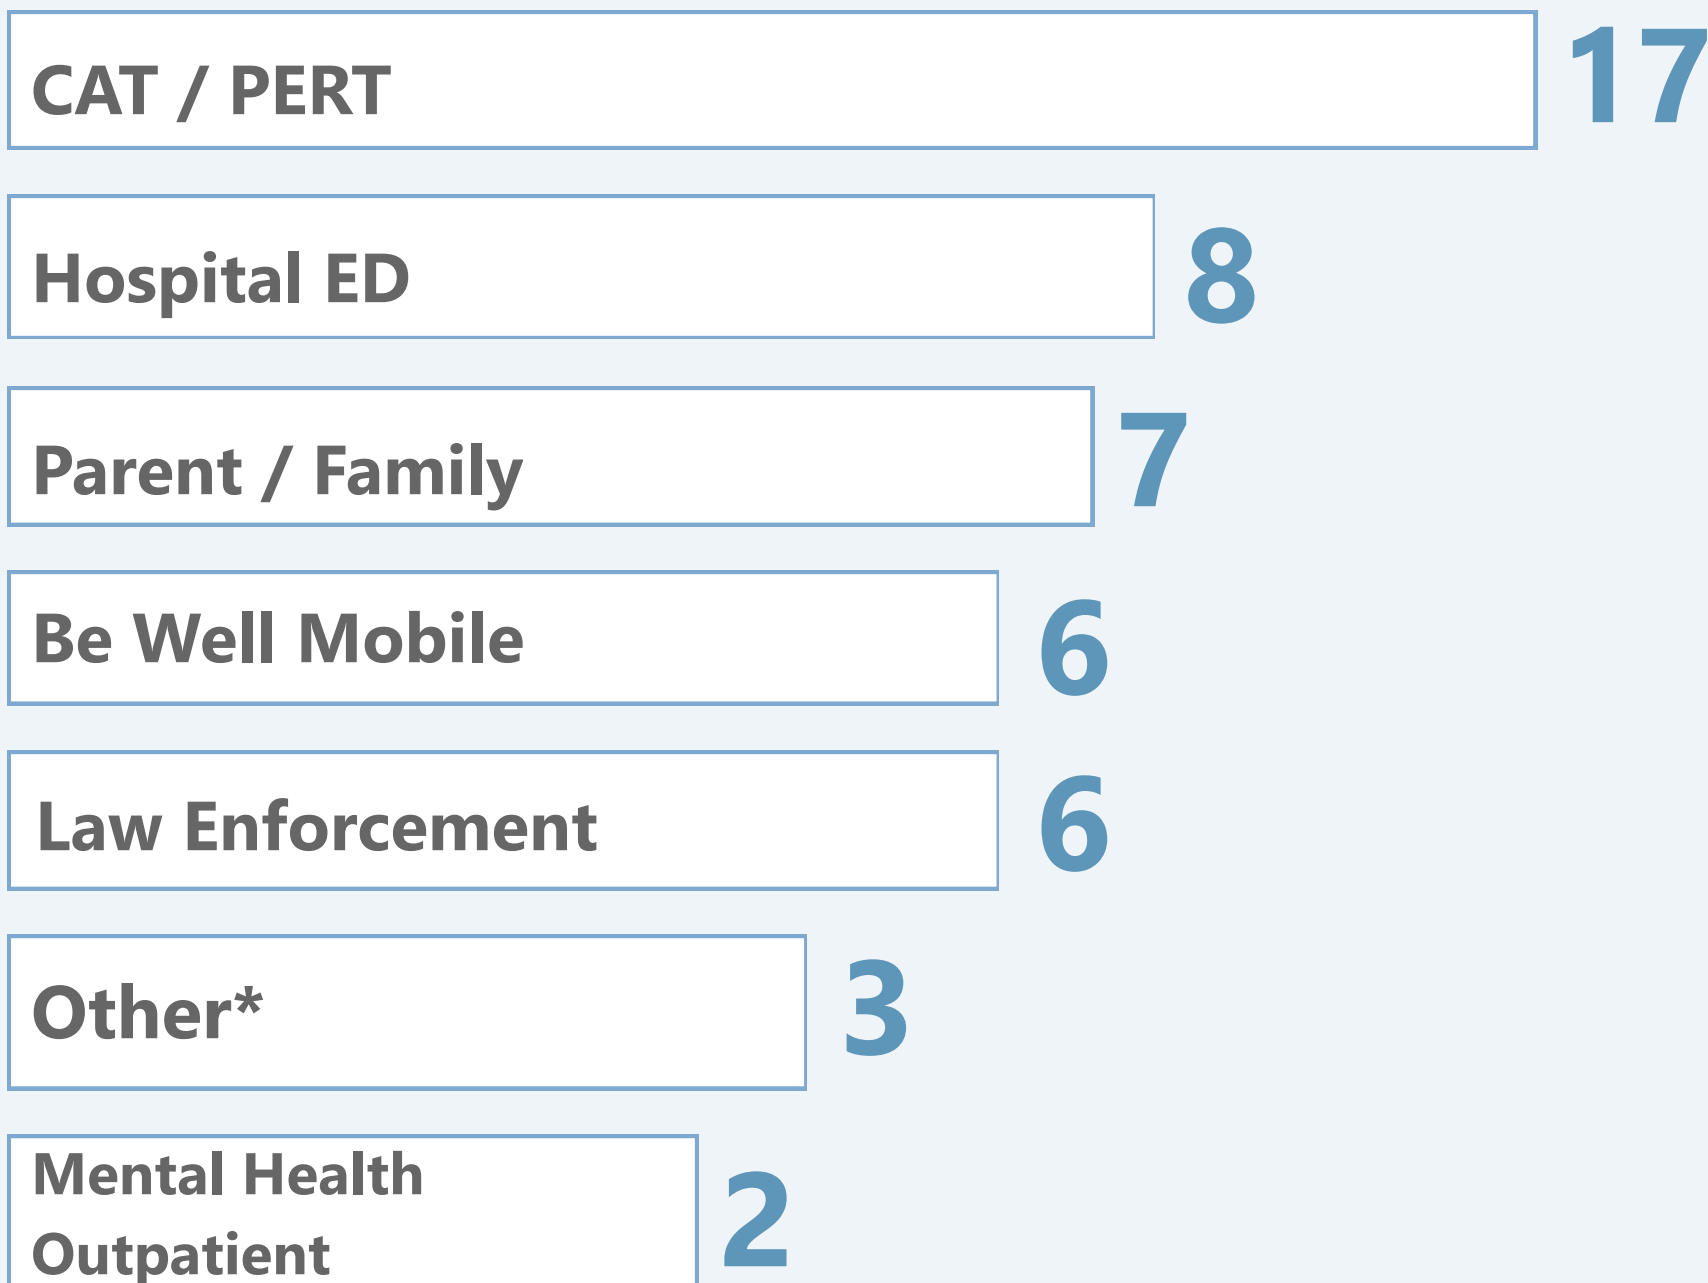 CAT / PERT 17
Hospital ED 8
Parent / Family 7
Be Well Mobile 6
Law Enforcement 6
Other* 3
Mental Health
Outpatient 2